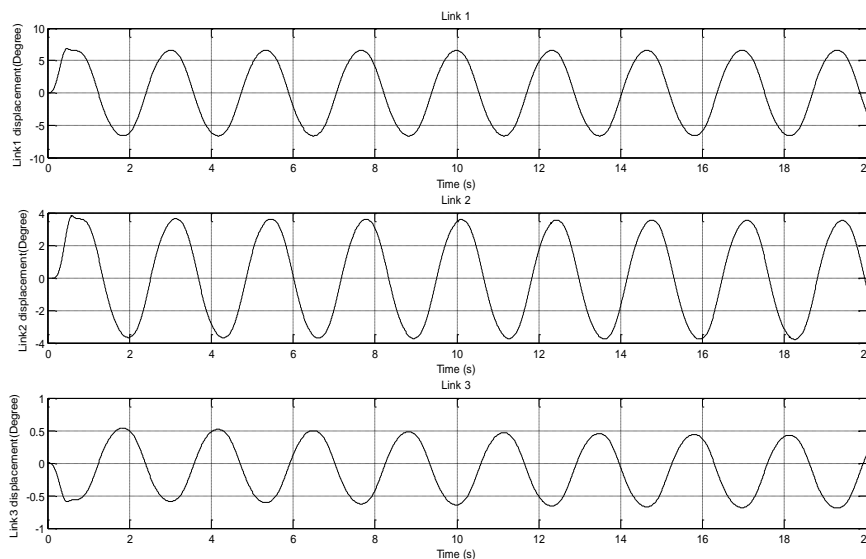 Link 1
Link1 displacement(Degree)
10
5
0
-5
-10
0 2 4 6 8 10 12 14 16 18 2
Time (s)
Link 2
Link2 displacement(Degree)
4
2
0
-2
-4
0 2 4 6 8 10 12 14 16 18 2
Time (s)
Link 3
Link3 displacement(Degree)
1
0.5
0
-0.5
-1
0 2 4 6 8 10 12 14 16 18 2
Time (s)